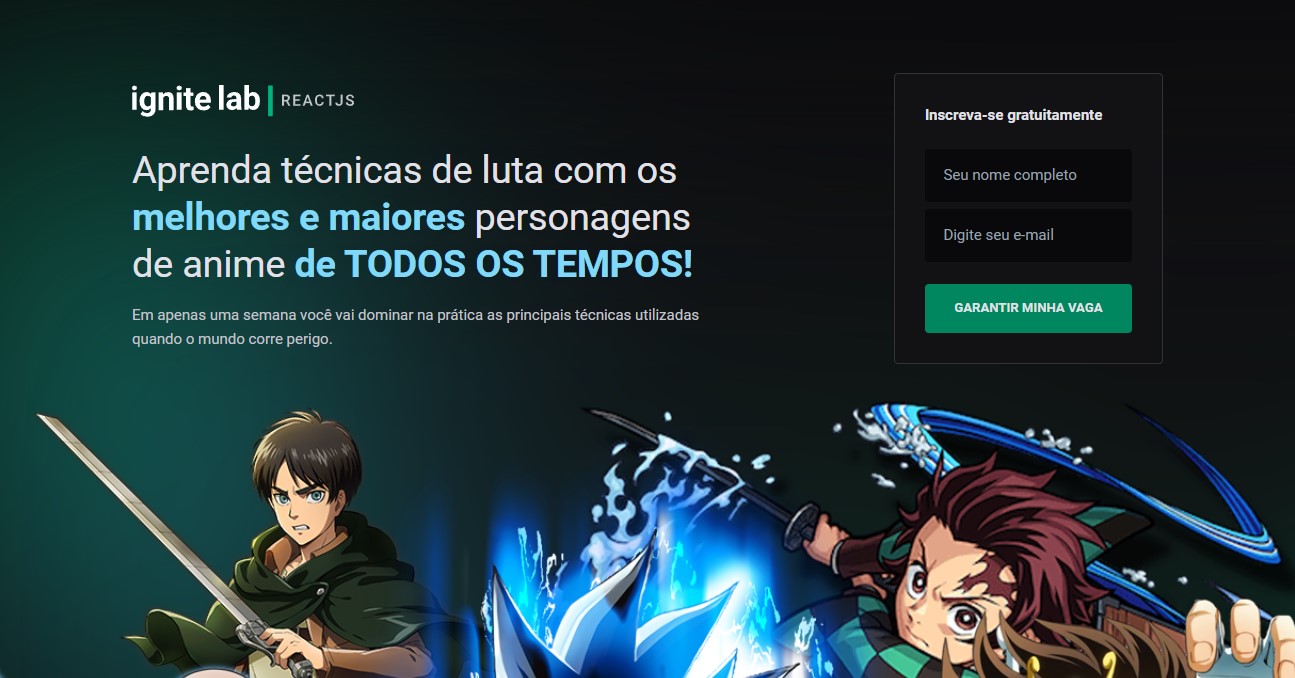 ignite lab | REACTJS
Aprenda técnicas de luta com os
melhores e maiores personagens
de anime de TODOS OS TEMPOS!
Em apenas uma semana você vai dominar na prática as principais técnicas utilizadas
quando o mundo corre perigo.
Inscreva-se gratuitamente
Seu nome completo
Digite seu e-mail
GARANTIR MINHA VAGA